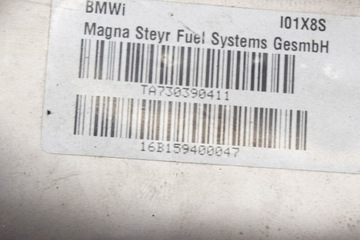 BMWi I01X8S
Magna Steyr Fuel Systems GesmbH
TA730390411
16B159400047